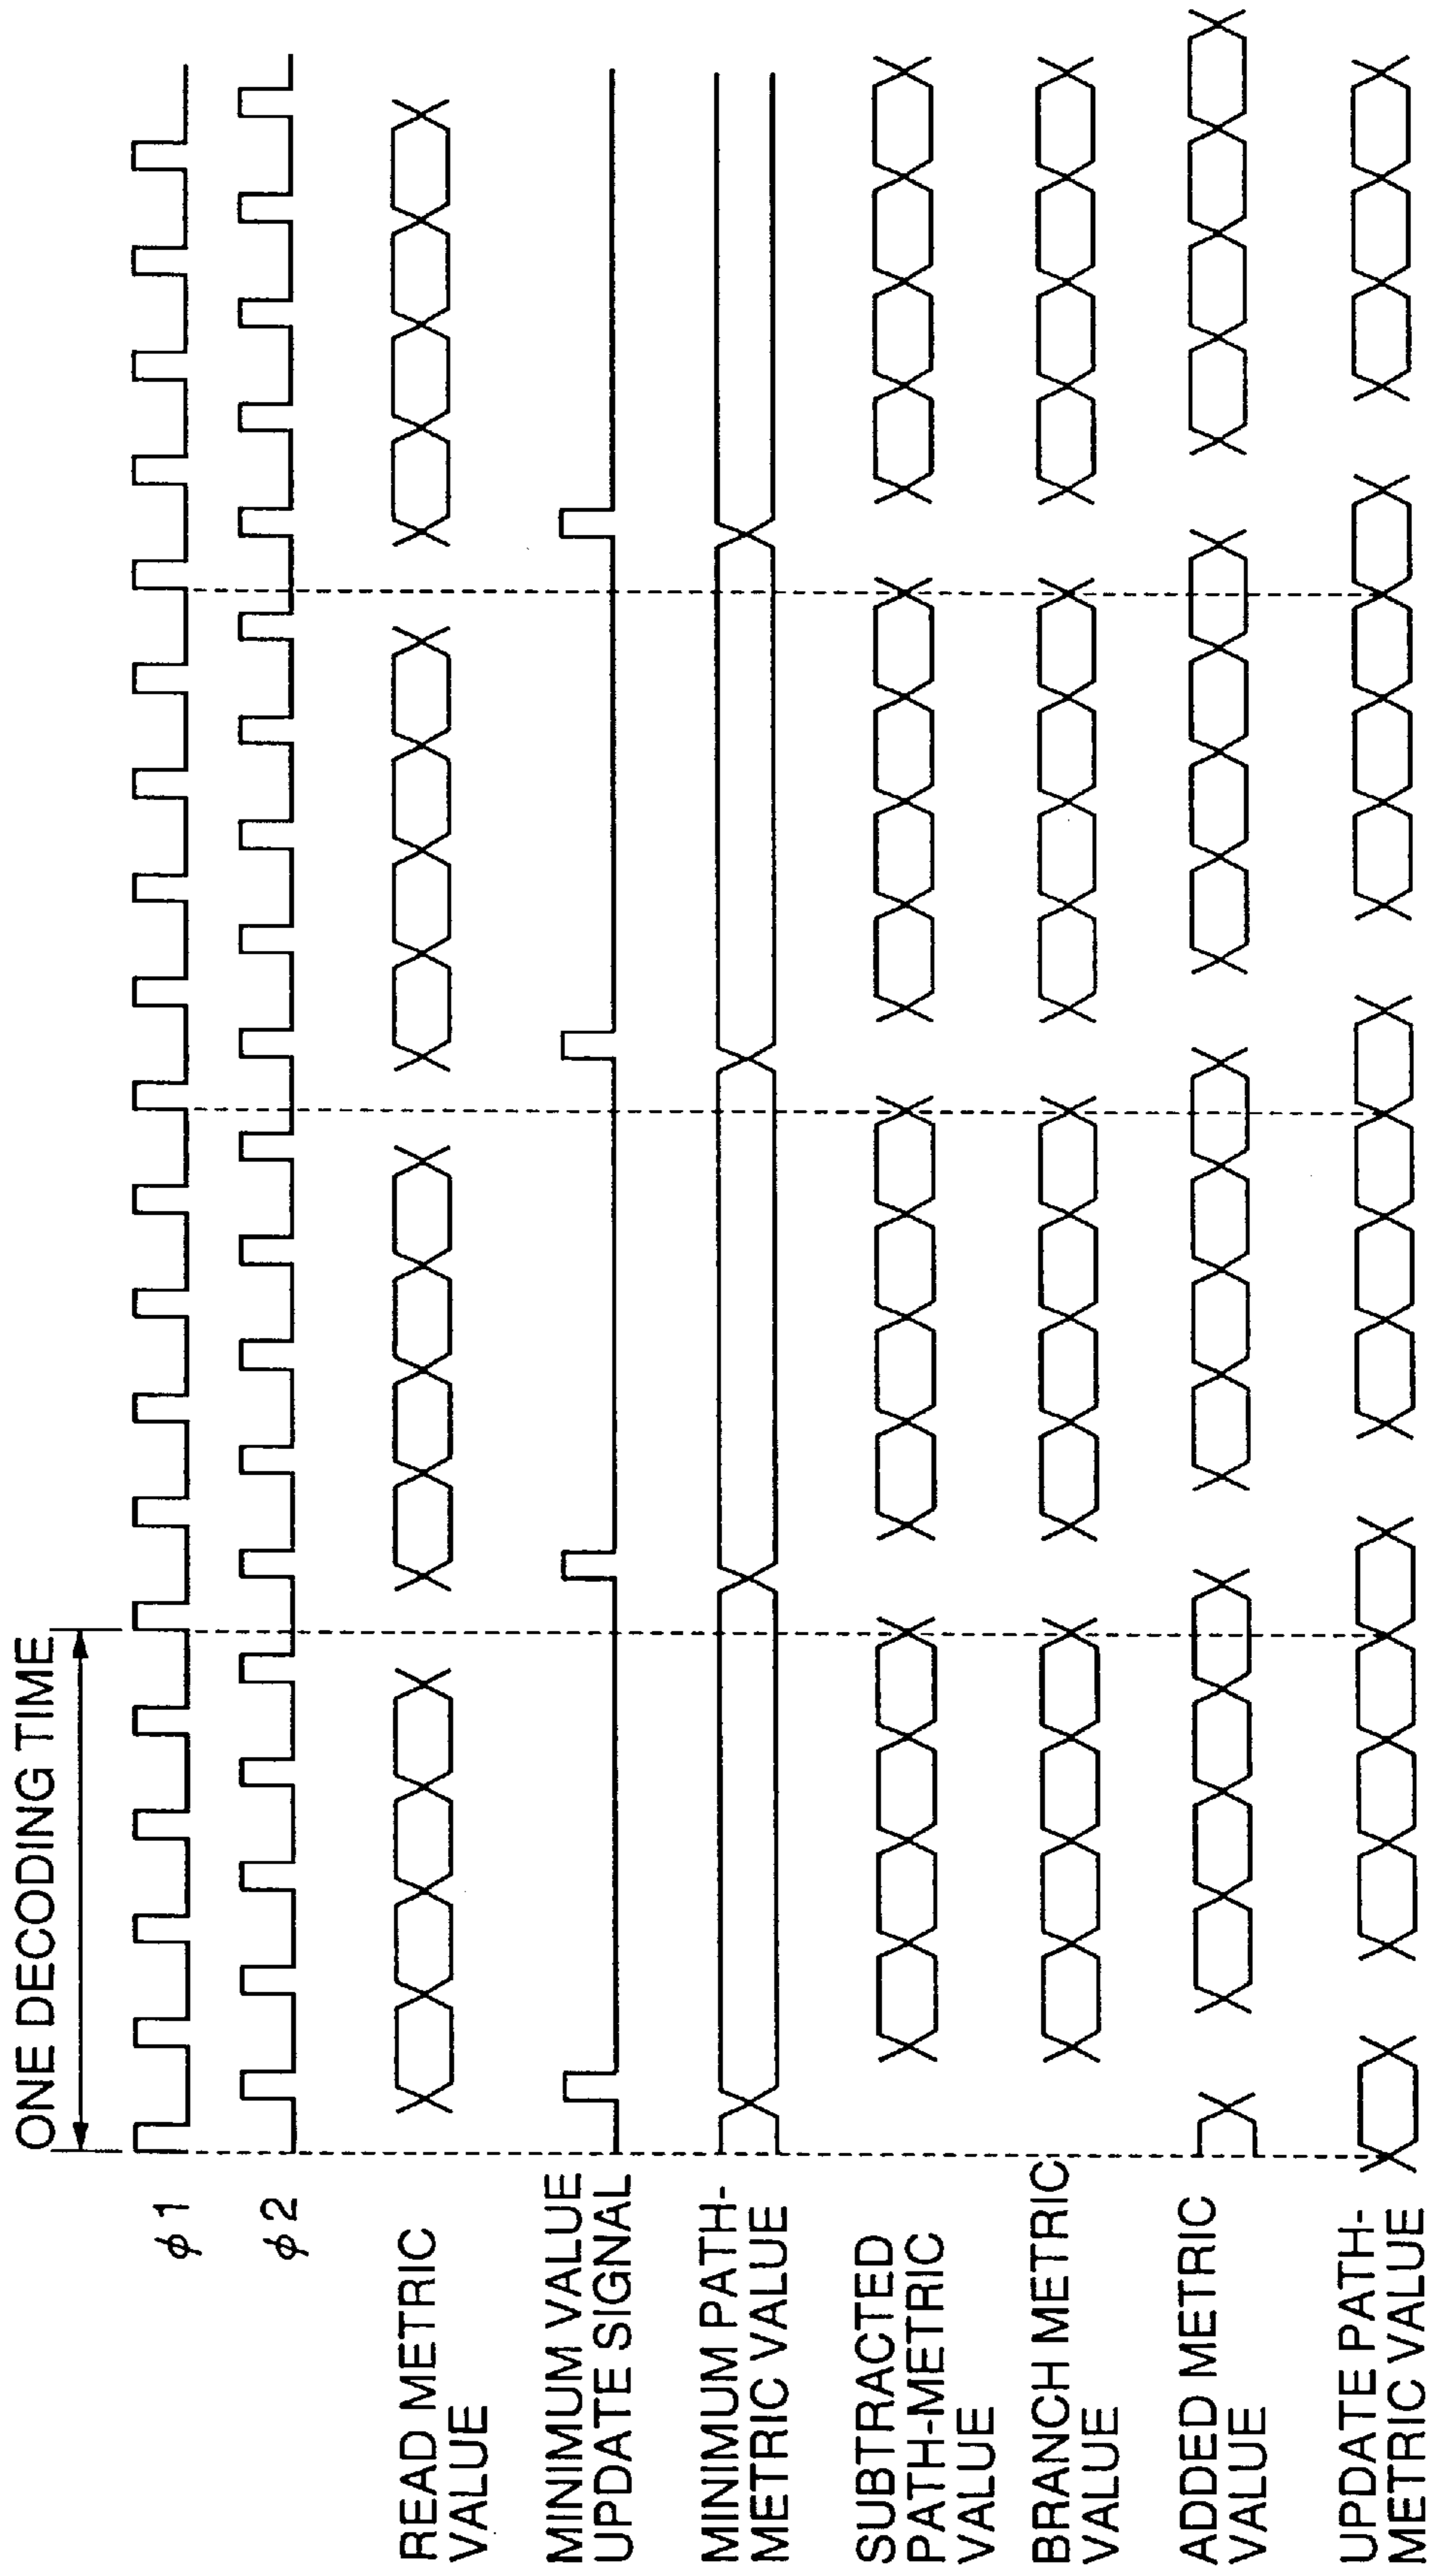 ONE DECODING TIME
φ1
φ2
READ METRIC
VALUE
MINIMUM VALUE
UPDATE SIGNAL
MINIMUM PATH-
METRIC VALUE
SUBTRACTED
PATH-METRIC
VALUE
BRANCH METRIC
VALUE
ADDED METRIC
VALUE
UPDATE PATH-
METRIC VALUE